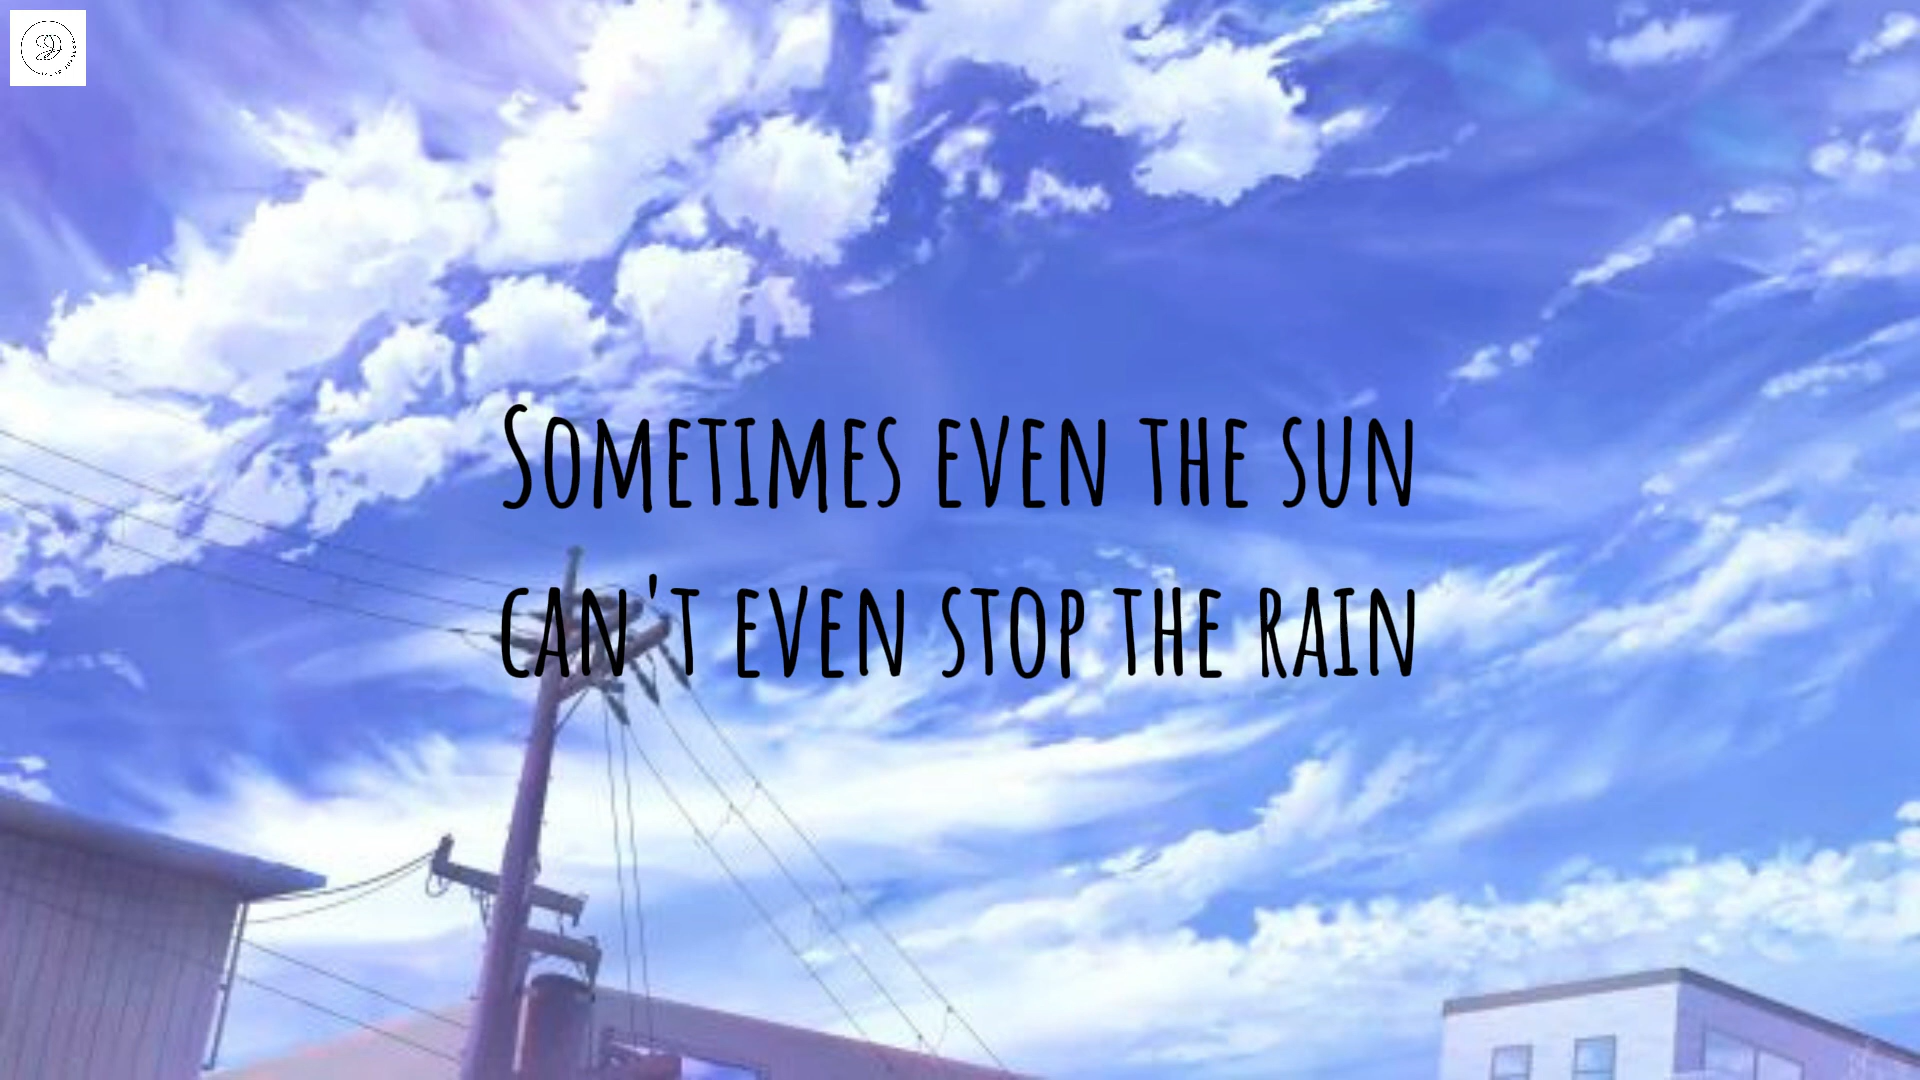 Sometimes even the sun
can't even stop the rain